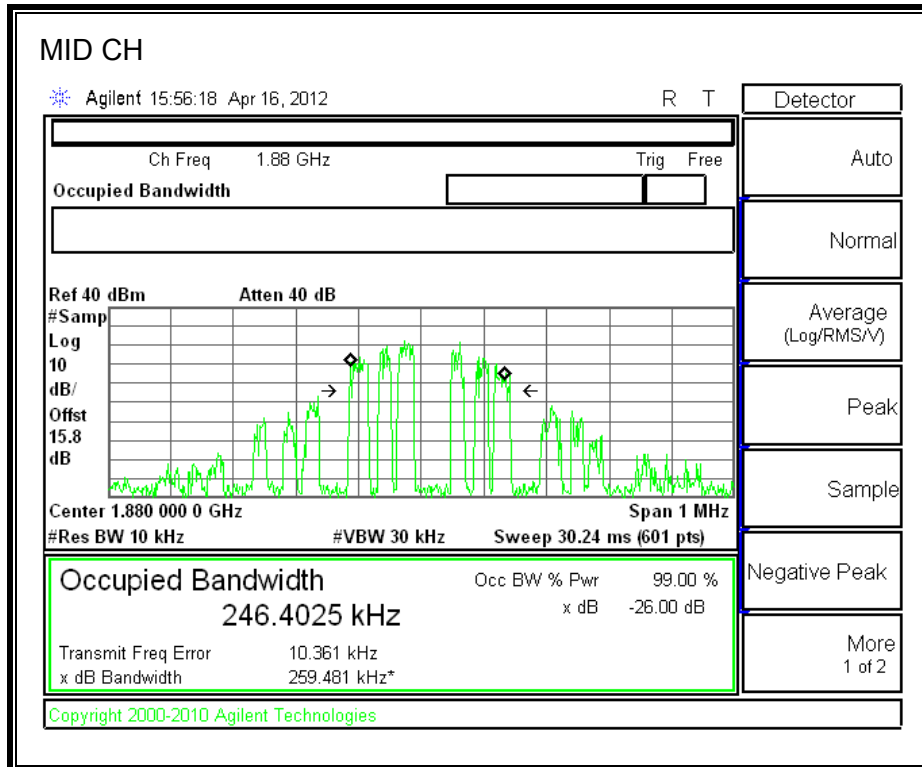 MID CH
Agilent 15:56:18 Apr 16, 2012 R T
Detector
Ch Freq 1.88 GHz Trig Free
Occupied Bandwidth
Auto
Normal
Average
(Log/RMS/V)
Peak
Sample
Negative Peak
More
1 of 2
Ref 40 dBm Atten 40 dB
#Samp
Log
10
dB/
Offst
15.8
dB
Center 1.880 000 0 GHz Span 1 MHz
#Res BW 10 kHz #VBW 30 kHz Sweep 30.24 ms (601 pts)
Occupied Bandwidth Occ BW % Pwr 99.00 %
246.4025 kHz x dB -26.00 dB
Transmit Freq Error 10.361 kHz
x dB Bandwidth 259.481 kHz*
Copyright 2000-2010 Agilent Technologies